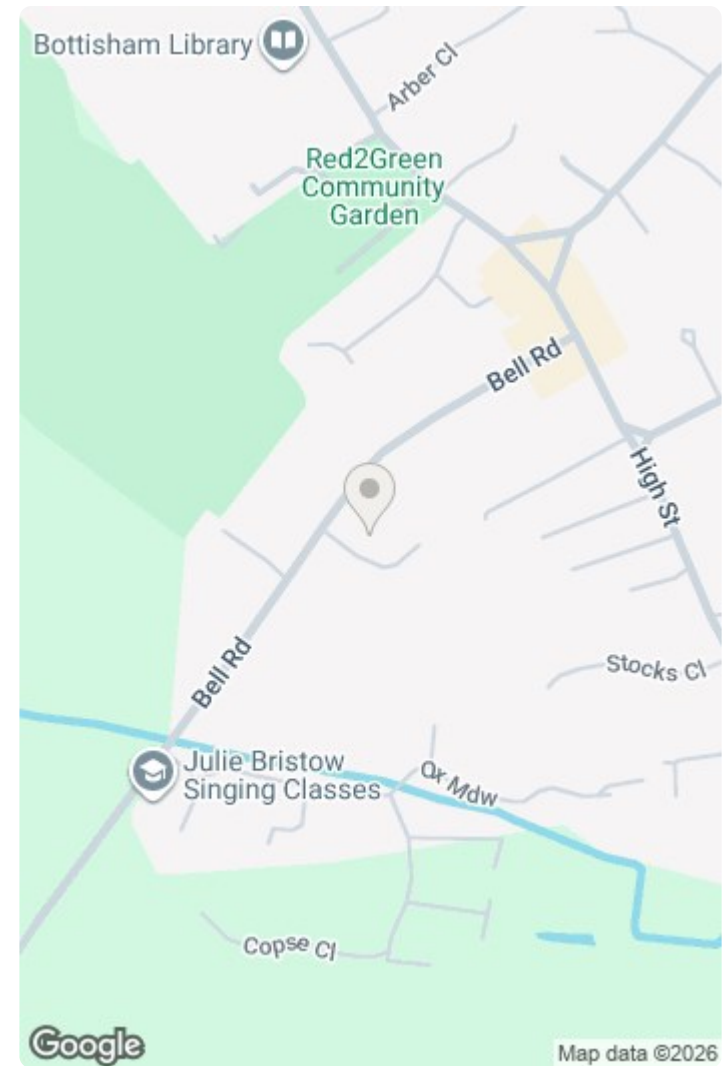 Bottisham Library
Arber Cl
Red2Green
Community
Garden
Bell Rd
High St
Bell Rd
Stocks Cl
Julie Bristow
Singing Classes
Ox Mdw
Copse Cl
Google
Map data ©2026